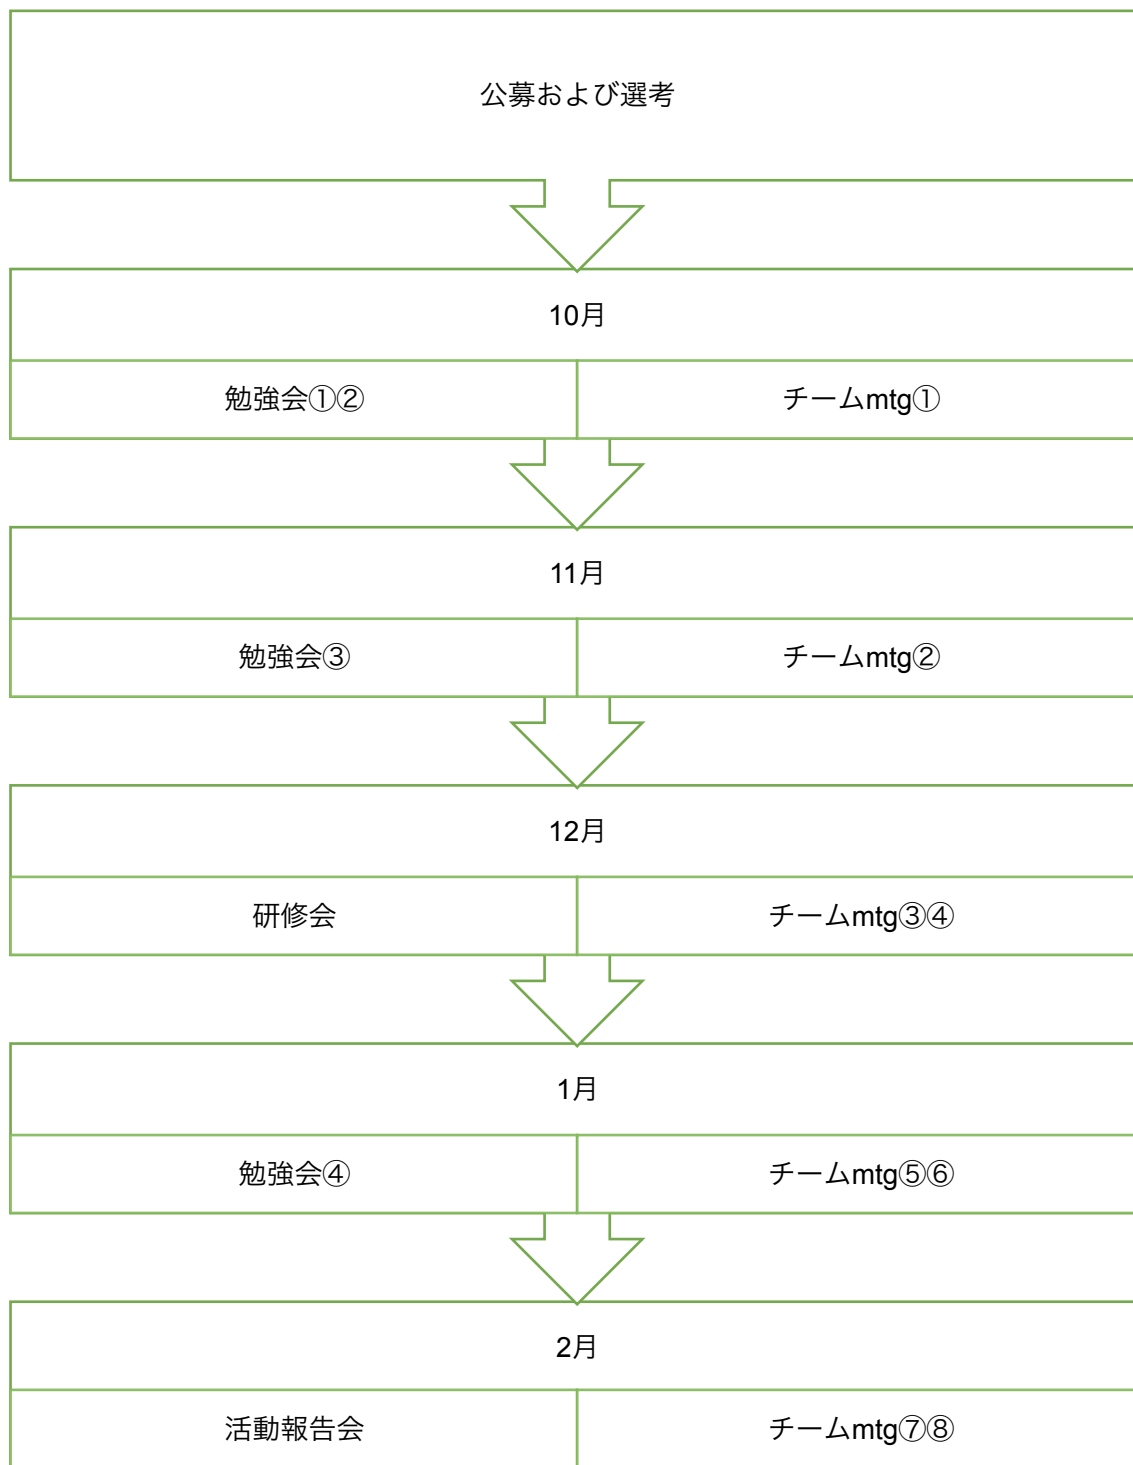 公募および選考
10月
勉強会①②
チームmtg①
11月
勉強会③
チームmtg②
12月
研修会
チームmtg③④
1月
勉強会④
チームmtg⑤⑥
2月
活動報告会
チームmtg⑦⑧